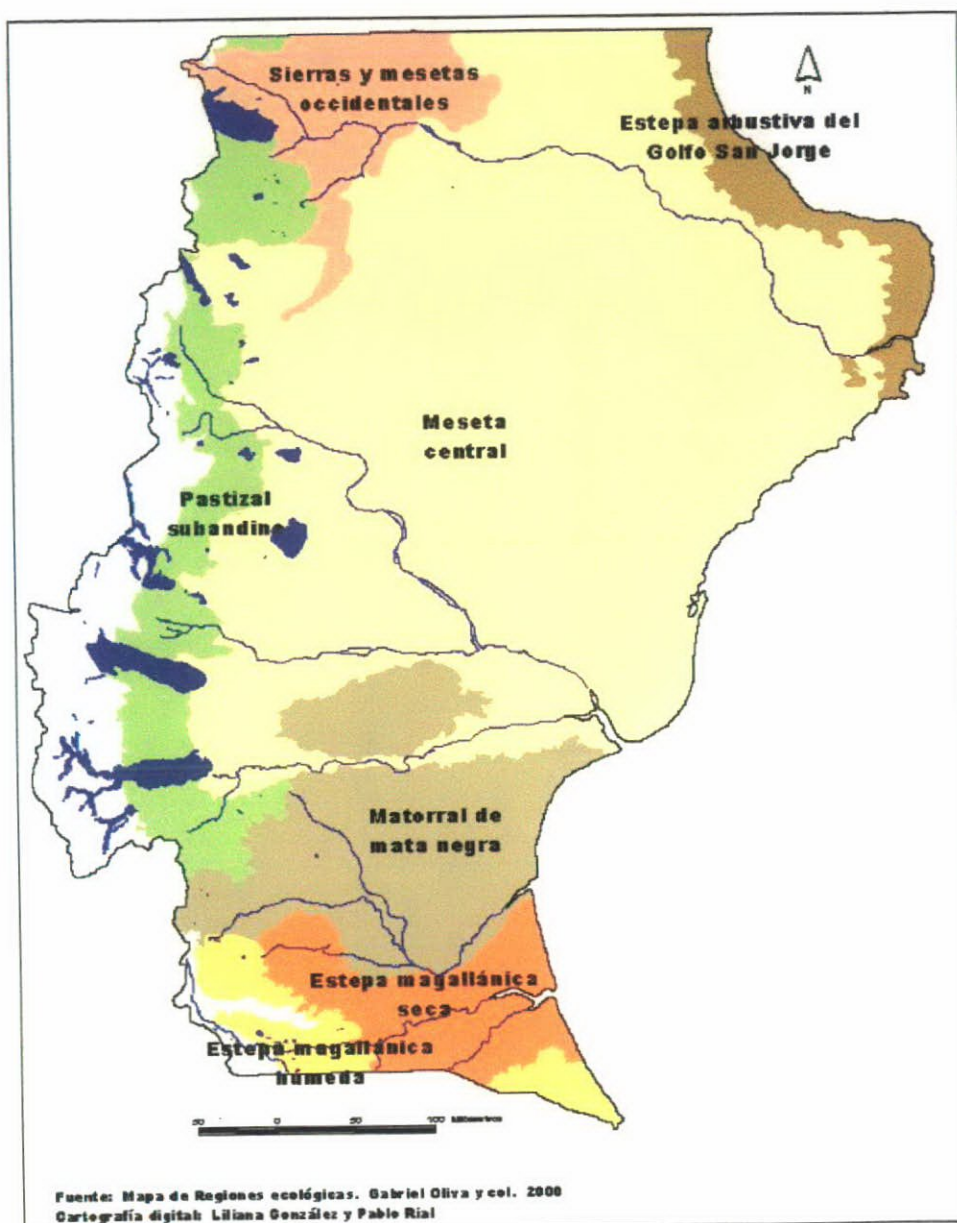 Sierras y mesetas
occidentales
N
Estepa arbustiva del
Golfo San Jorge
Meseta
central
Pastizal
subandino
Matorral de
mata negra
Estepa magallánica
seca
Estepa magallánica
húmeda
50 0 50 100 Kilometros
Fuente: Mapa de Regiones ecológicas. Gabriel Oliva y col. 2000
Cartografía digital: Liliana González y Pablo Rial